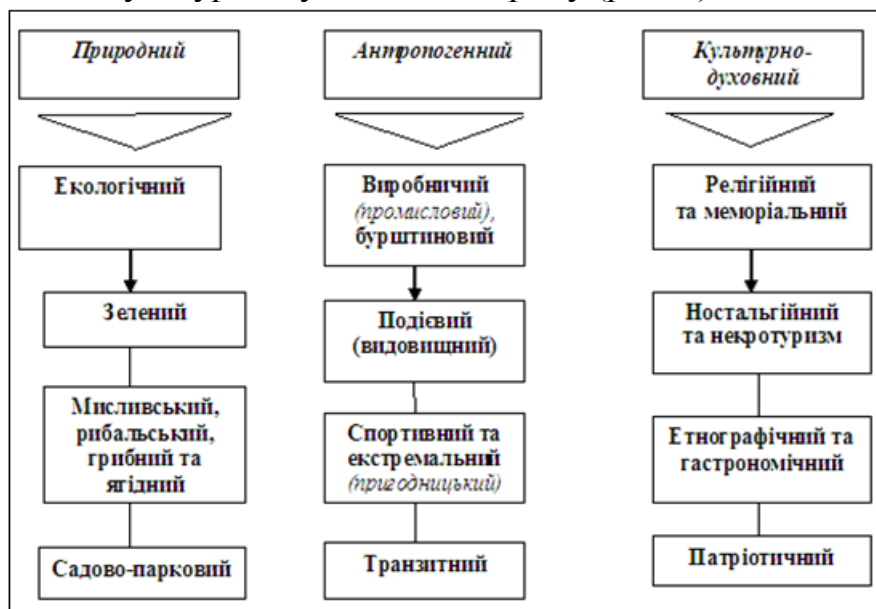 Природний
Антропогенний
Культурно-
духовний
Екологічний
Виробничий
(промисловий),
бурштиновий
Релігійний
та меморіальний
Зелений
Подієвий
(видовищний)
Ностальгійний
та некротуризм
Мисливський,
рибальський,
грибний та
ягідний
Спортивний та
екстремальний
(пригодницький)
Етнографічний та
гастрономічний
Садово-парковий
Транзитний
Патріотичний